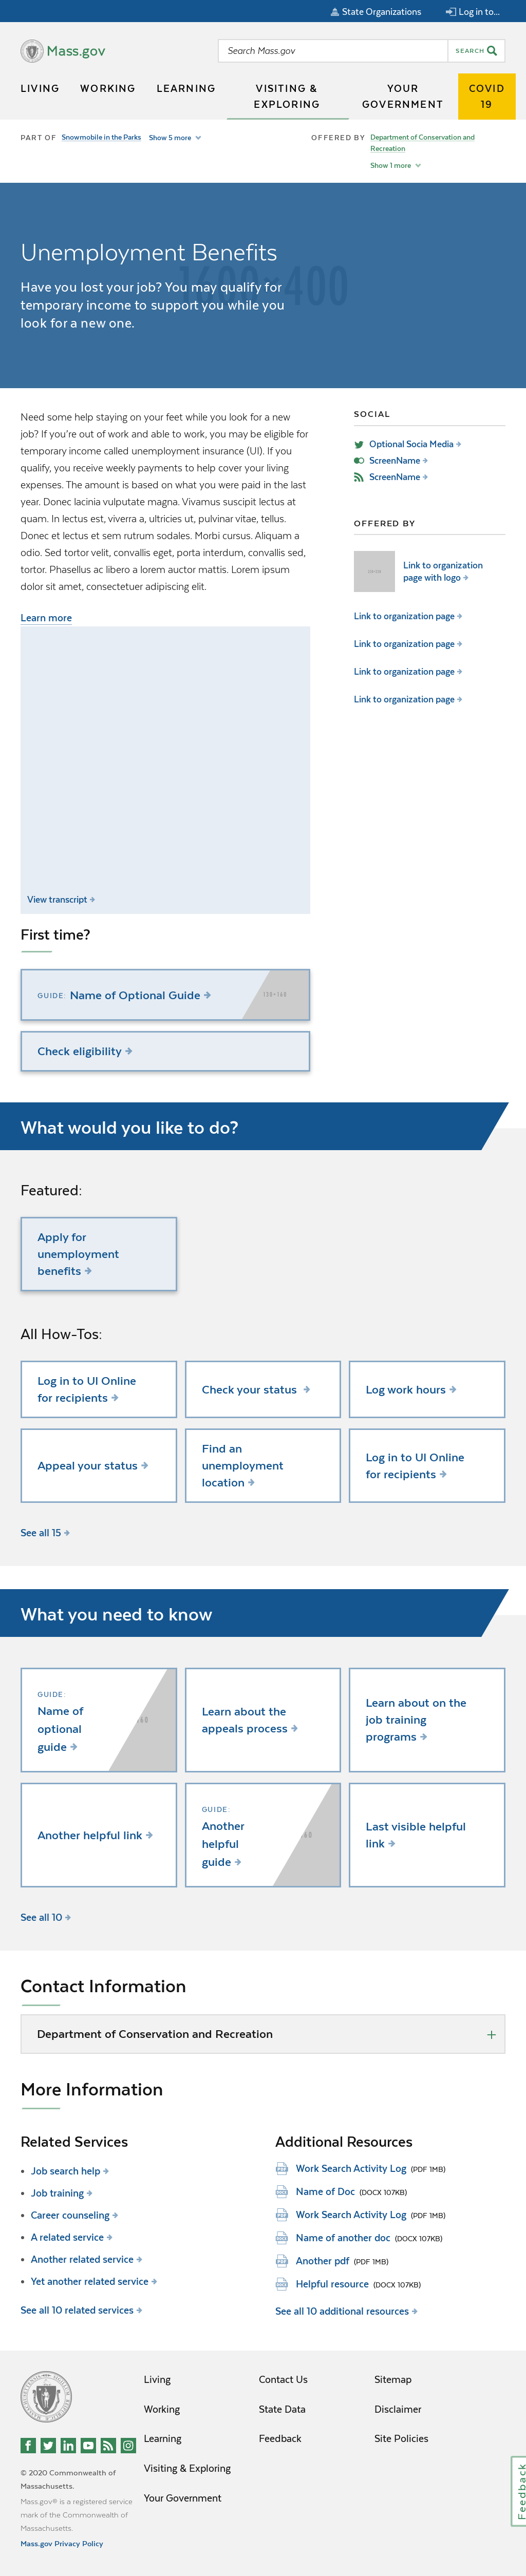 State Organizations
Log in to...
Mass.gov
Search Mass.gov
SEARCH
LIVING
WORKING
LEARNING
VISITING &
EXPLORING
YOUR
GOVERNMENT
COVID
19
PART OF
Snowmobile in the Parks
Show 5 more
OFFERED BY
Department of Conservation and
Recreation
Show 1 more
1600×400
Unemployment Benefits
Have you lost your job? You may qualify for
temporary income to support you while you
look for a new one.
Need some help staying on your feet while you look for a new
job? If you're out of work and able to work, you may be eligible for
temporary income called unemployment insurance (UI). If you
qualify, you receive weekly payments to help cover your living
expenses. The amount is based on what you were paid in the last
year. Donec lacinia vulputate magna. Vivamus suscipit lectus at
quam. In lectus est, viverra a, ultricies ut, pulvinar vitae, tellus.
Donec et lectus et sem rutrum sodales. Morbi cursus. Aliquam a
odio. Sed tortor velit, convallis eget, porta interdum, convallis sed,
tortor. Phasellus ac libero a lorem auctor mattis. Lorem ipsum
dolor sit amet, consectetuer adipiscing elit.
Learn more
View transcript
SOCIAL
Optional Socia Media
ScreenName
ScreenName
OFFERED BY
Link to organization
page with logo
Link to organization page
Link to organization page
Link to organization page
Link to organization page
First time?
GUIDE: Name of Optional Guide
Check eligibility
What would you like to do?
Featured:
Apply for
unemployment
benefits
All How-Tos:
Log in to UI Online
for recipients
Check your status
Log work hours
Appeal your status
Find an
unemployment
location
Log in to UI Online
for recipients
See all 15
What you need to know
GUIDE:
Name of
optional
guide
Learn about the
appeals process
Learn about on the
job training
programs
Another helpful link
GUIDE:
Another
helpful
guide
Last visible helpful
link
See all 10
Contact Information
Department of Conservation and Recreation
More Information
Related Services
Job search help
Job training
Career counseling
A related service
Another related service
Yet another related service
See all 10 related services
Additional Resources
Work Search Activity Log (PDF 1MB)
Name of Doc (DOCX 107KB)
Work Search Activity Log (PDF 1MB)
Name of another doc (DOCX 107KB)
Another pdf (PDF 1MB)
Helpful resource (DOCX 107KB)
See all 10 additional resources
Living
Working
Learning
Visiting & Exploring
Your Government
Contact Us
State Data
Feedback
Sitemap
Disclaimer
Site Policies
© 2020 Commonwealth of
Massachusetts.
Mass.gov® is a registered service
mark of the Commonwealth of
Massachusetts.
Mass.gov Privacy Policy
Feedback